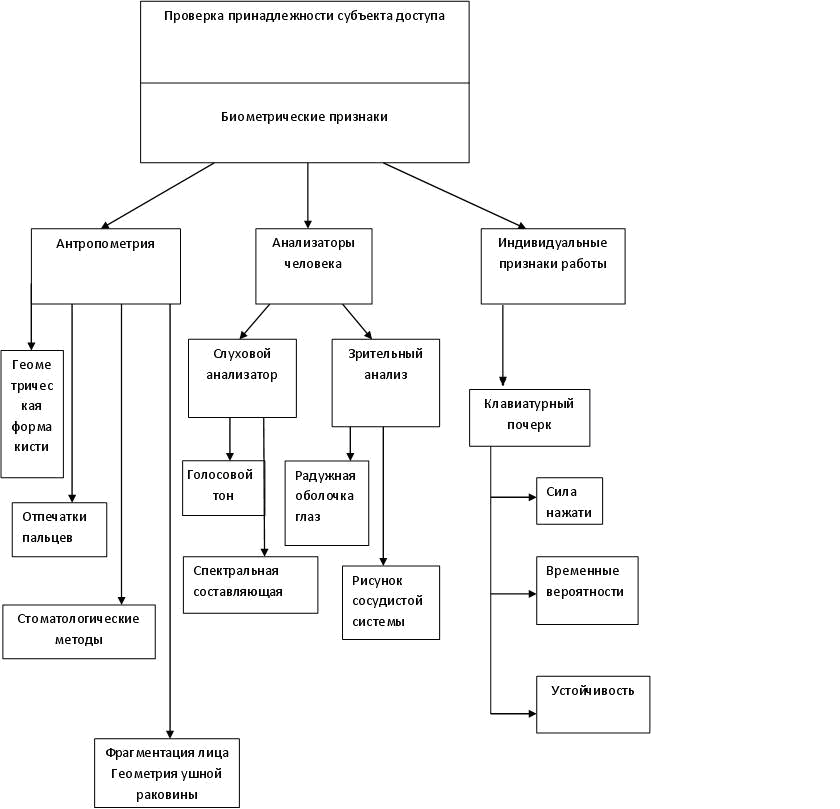 Проверка принадлежности субъекта доступа
Биометрические признаки
Антропометрия
Анализаторы
человека
Индивидуальные
признаки работы
Геоме
тричес
кая
форма
кисти
Отпечатки
пальцев
Стоматологические
методы
Фрагментация лица
Геометрия ушной
раковины
Слуховой
анализатор
Голосовой
тон
Спектральная
составляющая
Зрительный
анализ
Радужная
оболочка
глаз
Рисунок
сосудистой
системы
Клавиатурный
почерк
Сила
нажати
Временные
вероятности
Устойчивость